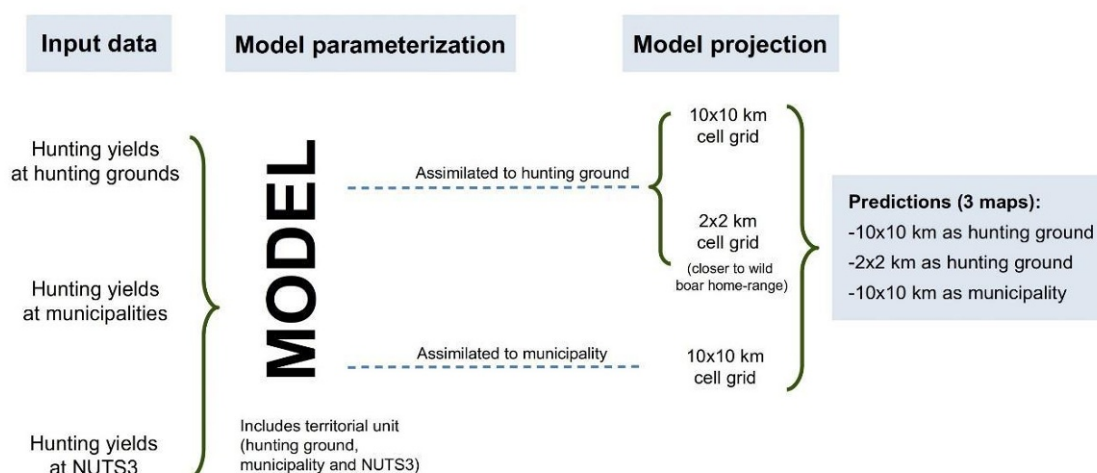 Input data
Model parameterization
Model projection
Hunting yields
at hunting grounds
Hunting yields
at municipalities
Hunting yields
at NUTS3
MODEL
Includes territorial unit
(hunting ground,
municipality and NUTS3)
Assimilated to hunting ground
Assimilated to municipality
10x10 km
cell grid
2x2 km
cell grid
(closer to wild
boar home-range)
10x10 km
cell grid
Predictions (3 maps):
-10x10 km as hunting ground
-2x2 km as hunting ground
-10x10 km as municipality